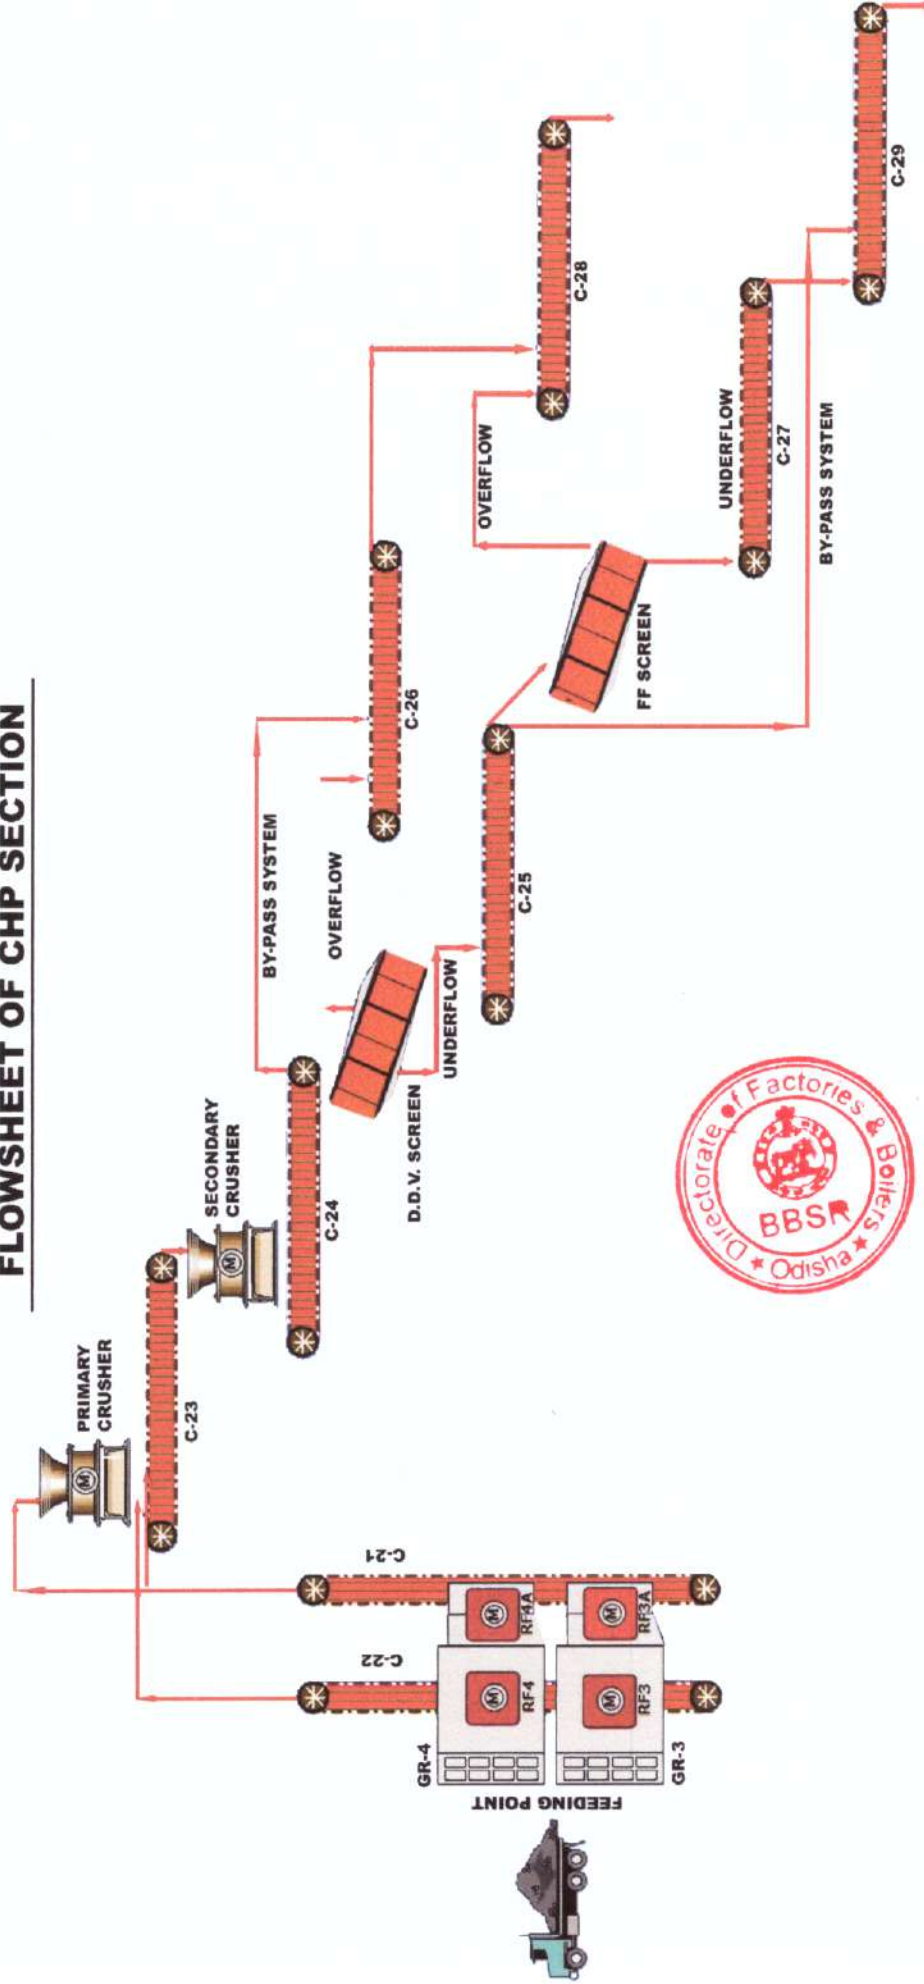 FLOWSHEET OF CHP SECTION
PRIMARY
CRUSHER
SECONDARY
CRUSHER
C-23
C-24
BY-PASS SYSTEM
OVERFLOW
D.D.V. SCREEN
UNDERFLOW
C-26
C-25
OVERFLOW
C-28
FF SCREEN
UNDERFLOW
C-27
BY-PASS SYSTEM
C-29
C-21
C-22
GR-4
RF4
RF4A
RF3
RF3A
GR-3
FEEDING POINT
M
M
M
M
M
M
Directorate of Factories & Boilers
★ Odisha ★
BBSR